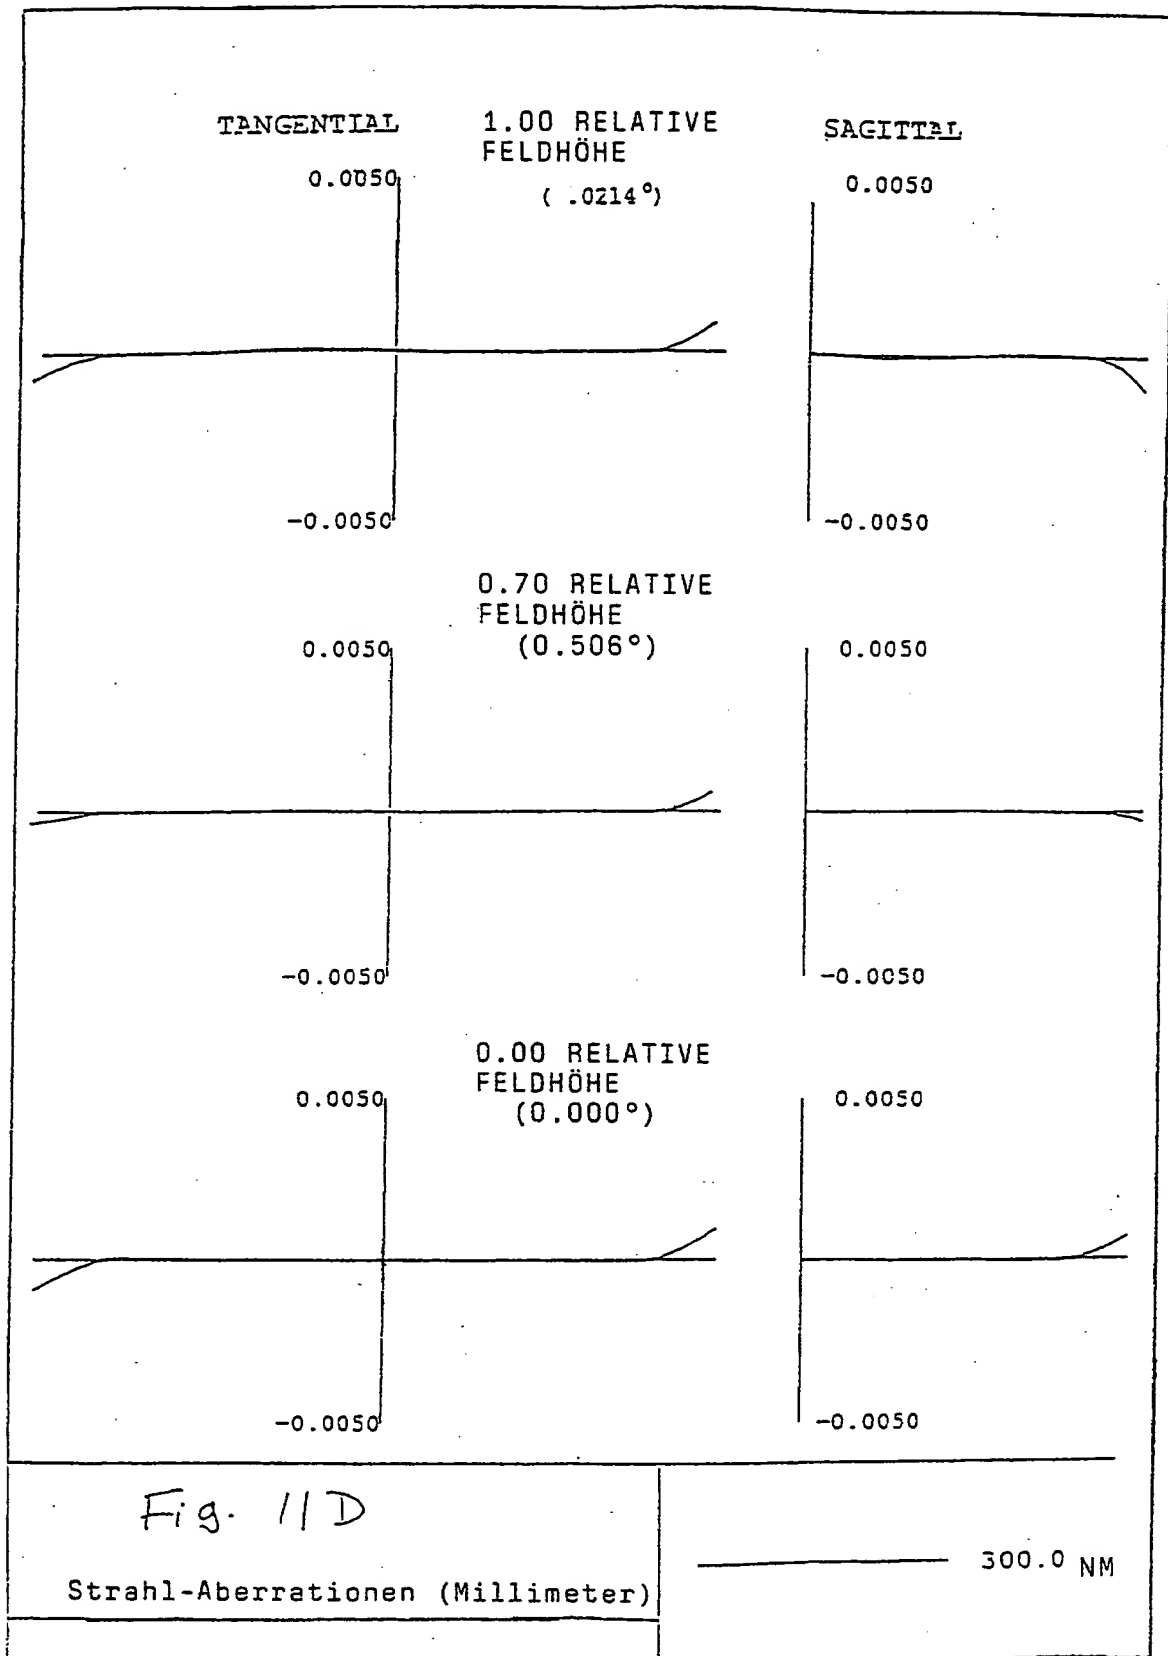 TANGENTIAL
1.00 RELATIVE
FELDHÖHE
( .0214°)
SAGITTAL
0.0050
0.0050
-0.0050
-0.0050
0.70 RELATIVE
FELDHÖHE
(0.506°)
0.0050
0.0050
-0.0050
-0.0050
0.00 RELATIVE
FELDHÖHE
(0.000°)
0.0050
0.0050
-0.0050
-0.0050
Fig. 11D
Strahl-Aberrationen (Millimeter)
300.0 NM